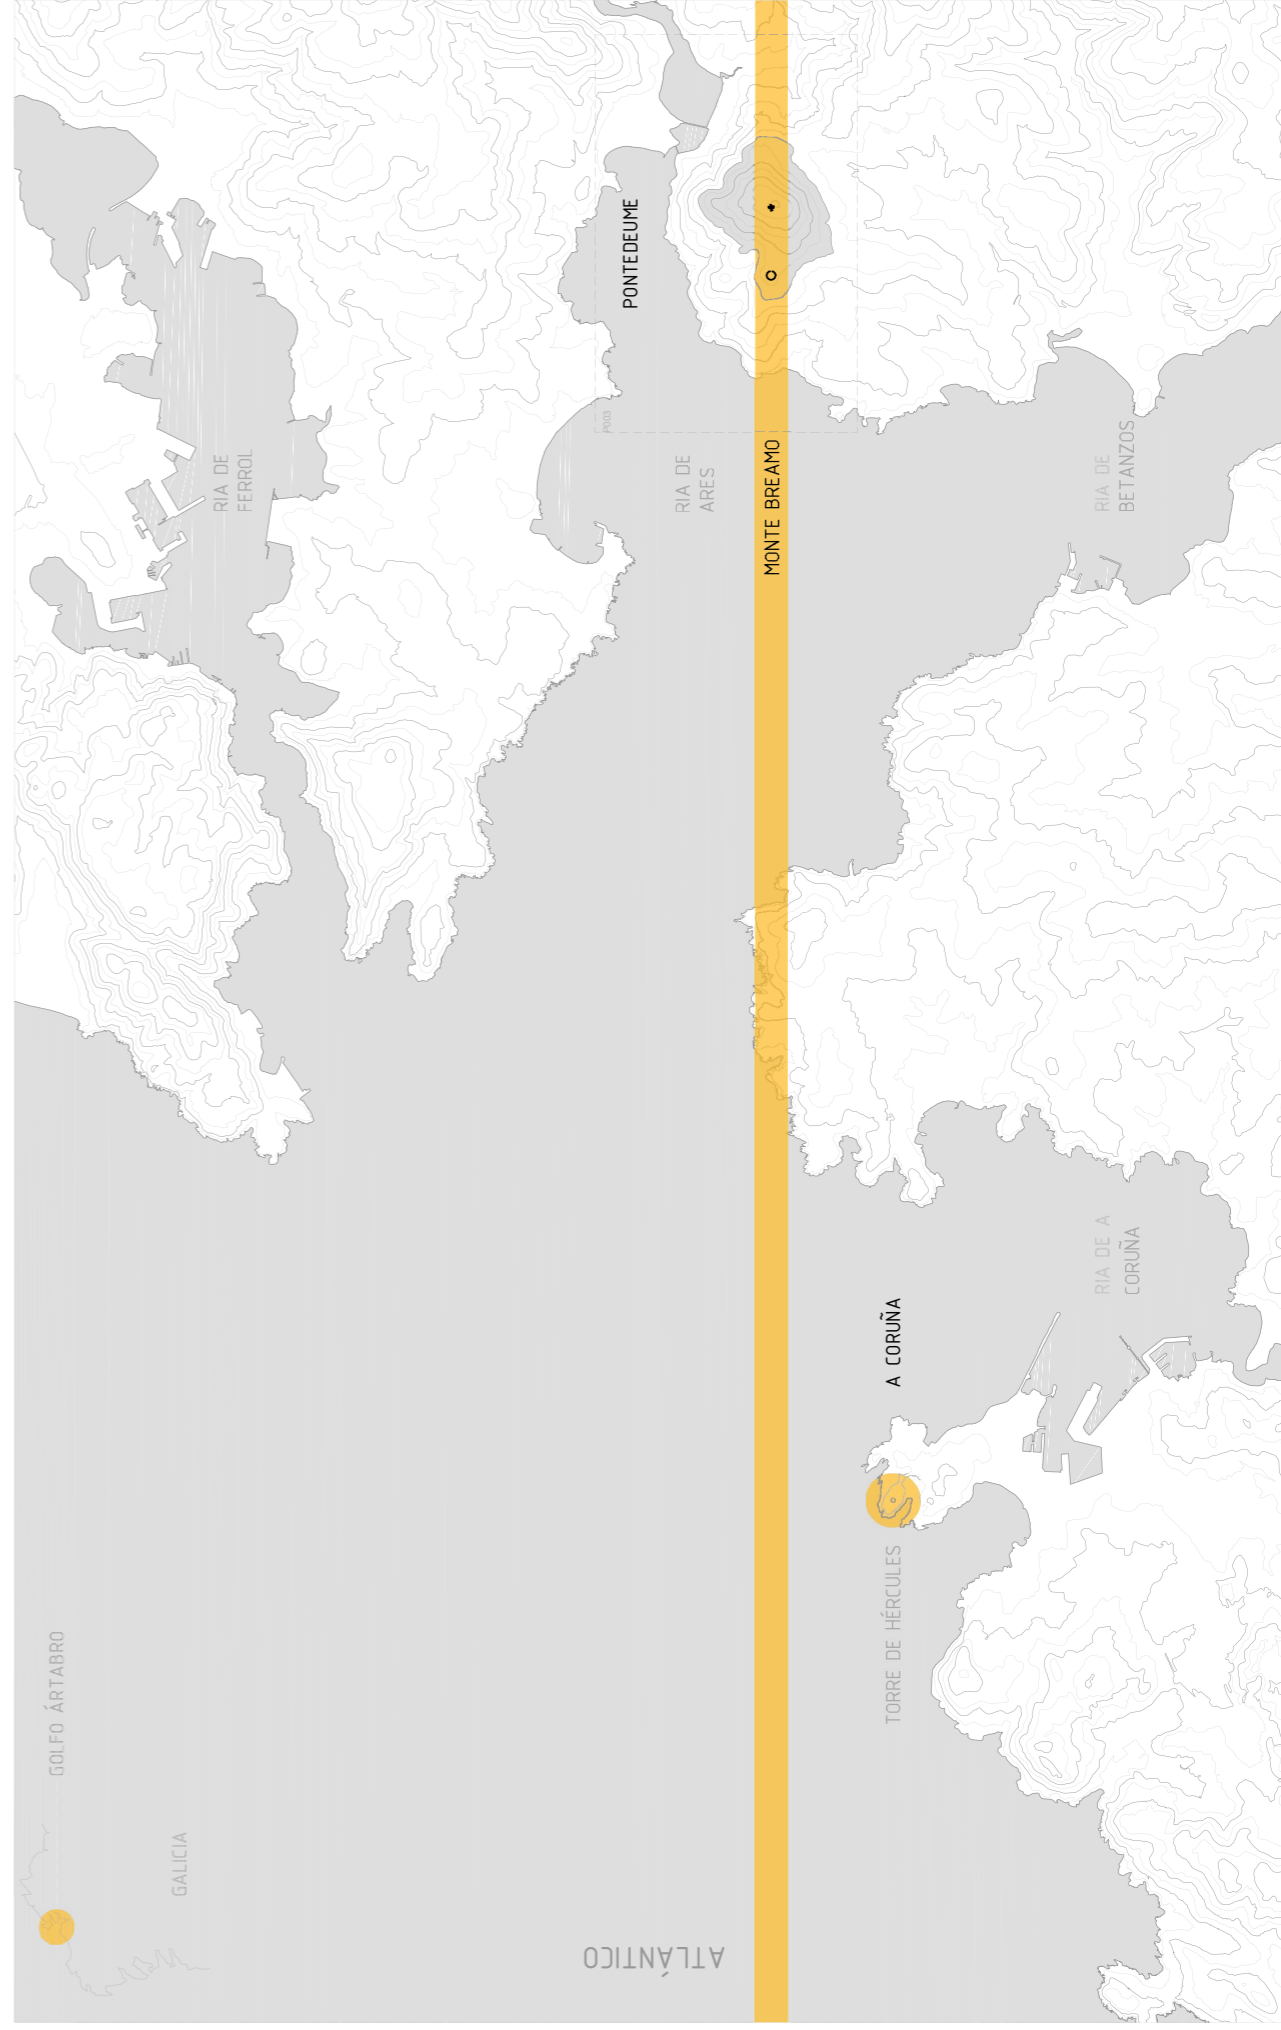 PONTEDEUME
P003
RIA DE
FERROL
RIA DE
ARES
MONTE BREAMO
RIA DE
BETANZOS
RIA DE A
CORUÑA
A CORUÑA
TORRE DE HÉRCULES
GOLFO ÁRTABRO
GALICIA
ATLÁNTICO